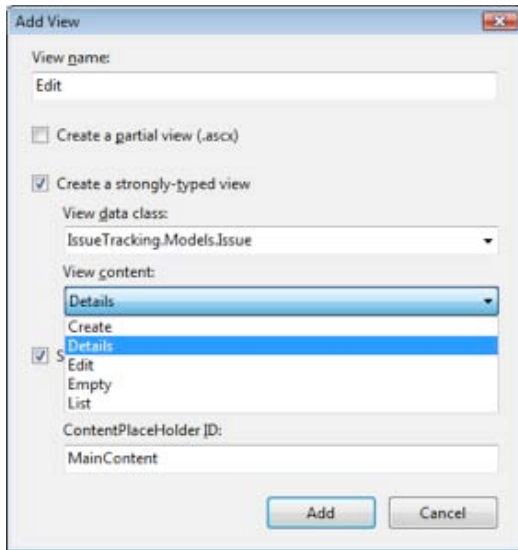 Add View
View name:
Edit
Create a partial view (.ascx)
Create a strongly-typed view
View data class:
IssueTracking.Models.Issue
View content:
Details
Create
Details
S
Edit
Empty
List
ContentPlaceHolder ID:
MainContent
Add Cancel